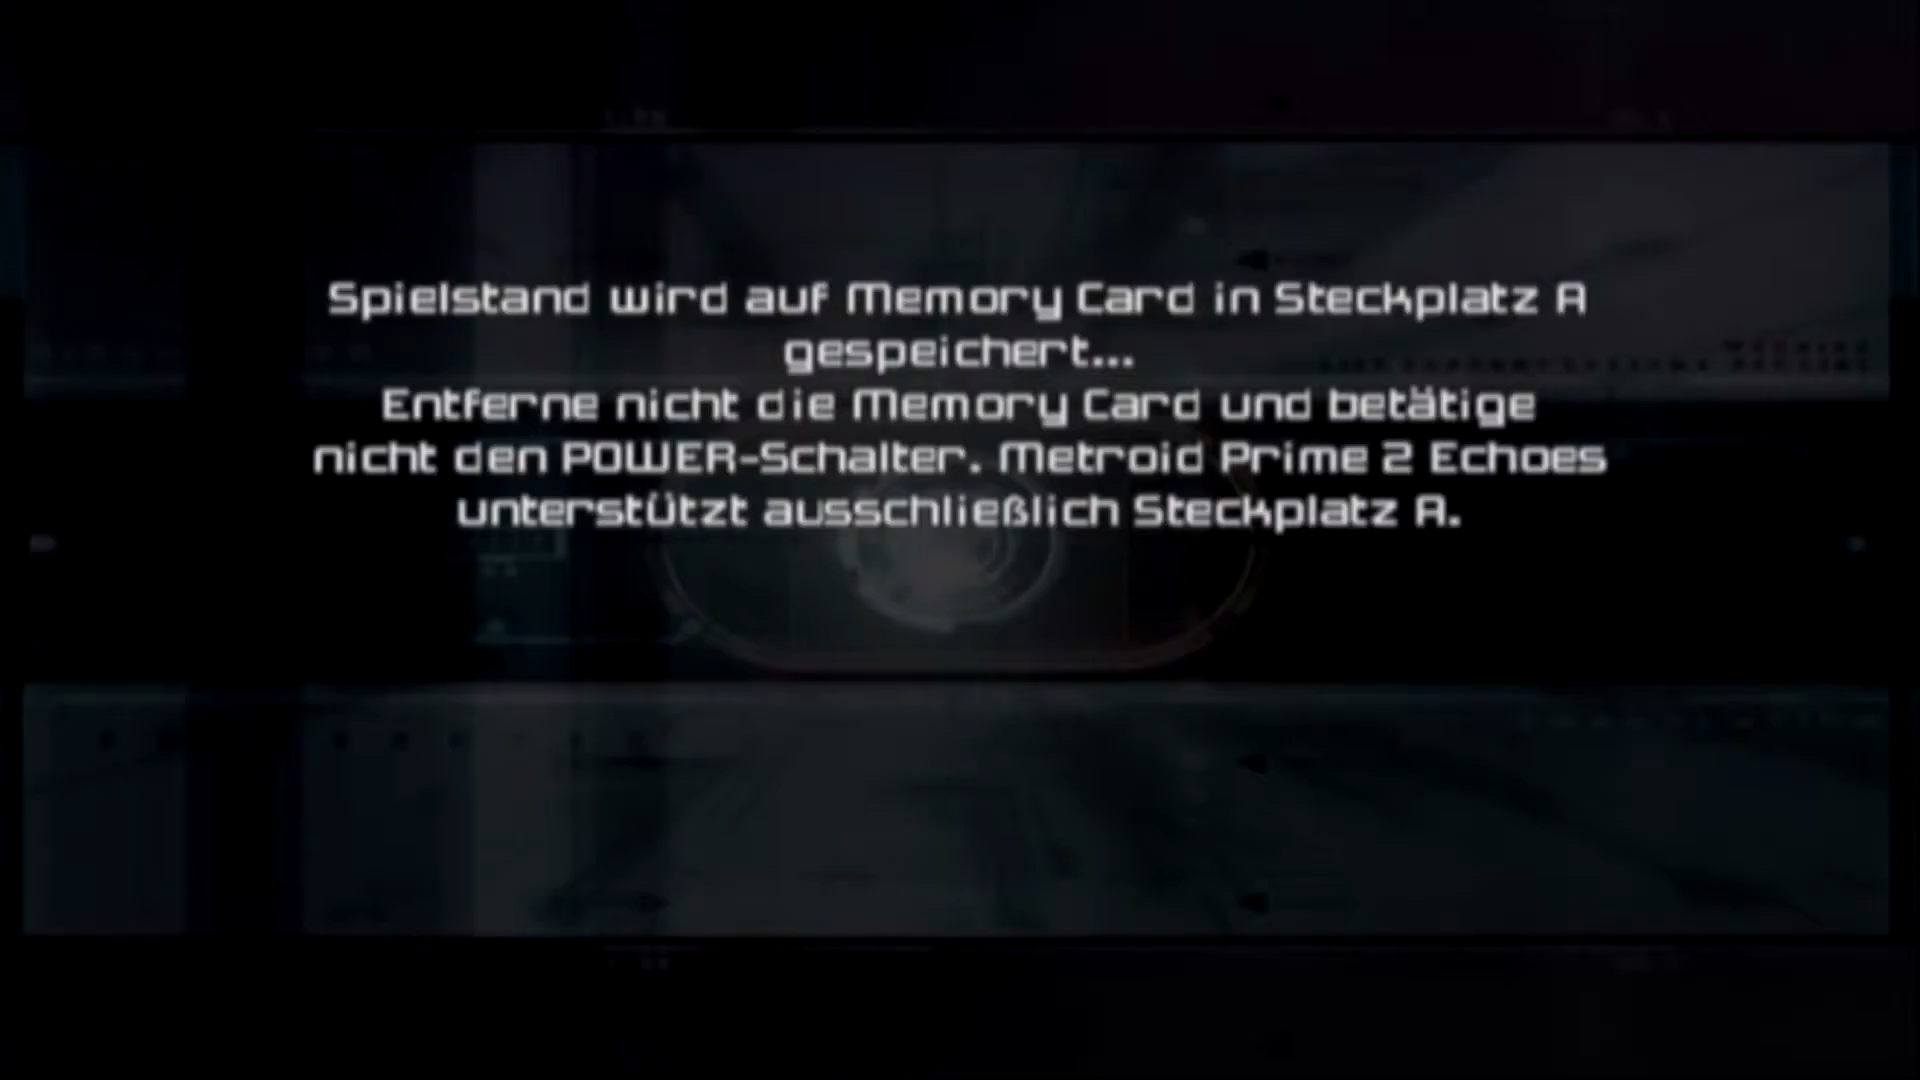 Spielstand wird auf Memory Card in Steckplatz A
gespeichert...
Entferne nicht die Memory Card und betätige
nicht den POWER-Schalter. Metroid Prime 2 Echoes
unterstützt ausschließlich Steckplatz A.